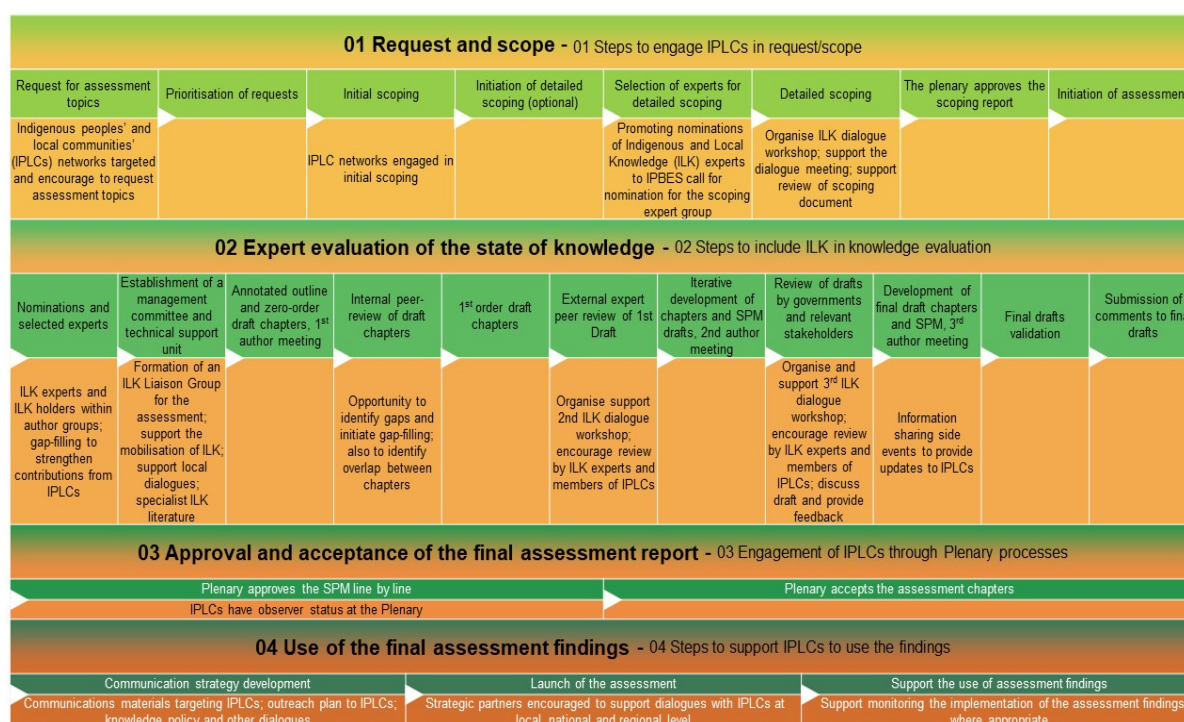 01 Request and scope - 01 Steps to engage IPLCs in request/scope
Request for assessment
topics
Prioritisation of requests
Initial scoping
Initiation of detailed
scoping (optional)
Selection of experts for
detailed scoping
Detailed scoping
The plenary approves the
scoping report
Initiation of assessmen
Indigenous peoples' and
local communities'
(IPLCs) networks targeted
and encourage to request
assessment topics
IPLC networks engaged in
initial scoping
Promoting nominations
of Indigenous and Local
Knowledge (ILK) experts
to IPBES call for
nomination for the scoping
expert group
Organise ILK dialogue
workshop; support the
dialogue meeting; support
review of scoping
document
02 Expert evaluation of the state of knowledge - 02 Steps to include ILK in knowledge evaluation
Nominations and
selected experts
Establishment of a
management
committee and
technical support
unit
Annotated outline
and zero-order
draft chapters, 1st
author meeting
Internal peer-
review of draft
chapters
1st order draft
chapters
External expert
peer review of 1st
Draft
Iterative
development of
chapters and SPM
drafts, 2nd author
meeting
Review of drafts
by governments
and relevant
stakeholders
Development of
final draft chapters
and SPM, 3rd
author meeting
Final drafts
validation
Submission of
comments to fina
drafts
ILK experts and
ILK holders within
author groups;
gap-filling to
strengthen
contributions from
IPLCs
Formation of an
ILK Liaison Group
for the
assessment;
support the
mobilisation of ILK;
support local
dialogues;
specialist ILK
literature
Opportunity to
identify gaps and
initiate gap-filling;
also to identify
overlap between
chapters
Organise support
2nd ILK dialogue
workshop;
encourage review
by ILK experts and
members of IPLCs
Organise and
support 3rd ILK
dialogue
workshop;
encourage review
by ILK experts and
members of
IPLCs; discuss
draft and provide
feedback
Information
sharing side
events to provide
updates to IPLCs
03 Approval and acceptance of the final assessment report - 03 Engagement of IPLCs through Plenary processes
Plenary approves the SPM line by line
Plenary accepts the assessment chapters
IPLCs have observer status at the Plenary
04 Use of the final assessment findings - 04 Steps to support IPLCs to use the findings
Communication strategy development
Launch of the assessment
Support the use of assessment findings
Communications materials targeting IPLCs; outreach plan to IPLCs;
knowledge policy and other dialogues
Strategic partners encouraged to support dialogues with IPLCs at
local, national and regional level
Support monitoring the implementation of the assessment findings
where appropriate